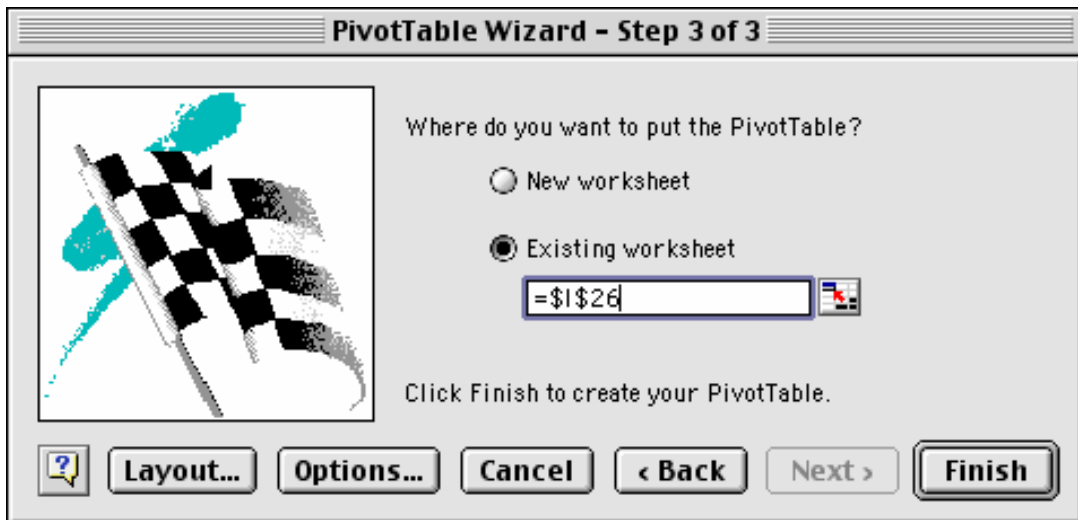 PivotTable Wizard – Step 3 of 3
Where do you want to put the PivotTable?
New worksheet
Existing worksheet
=$I$26
Click Finish to create your PivotTable.
? Layout... Options... Cancel ‹ Back Next › Finish